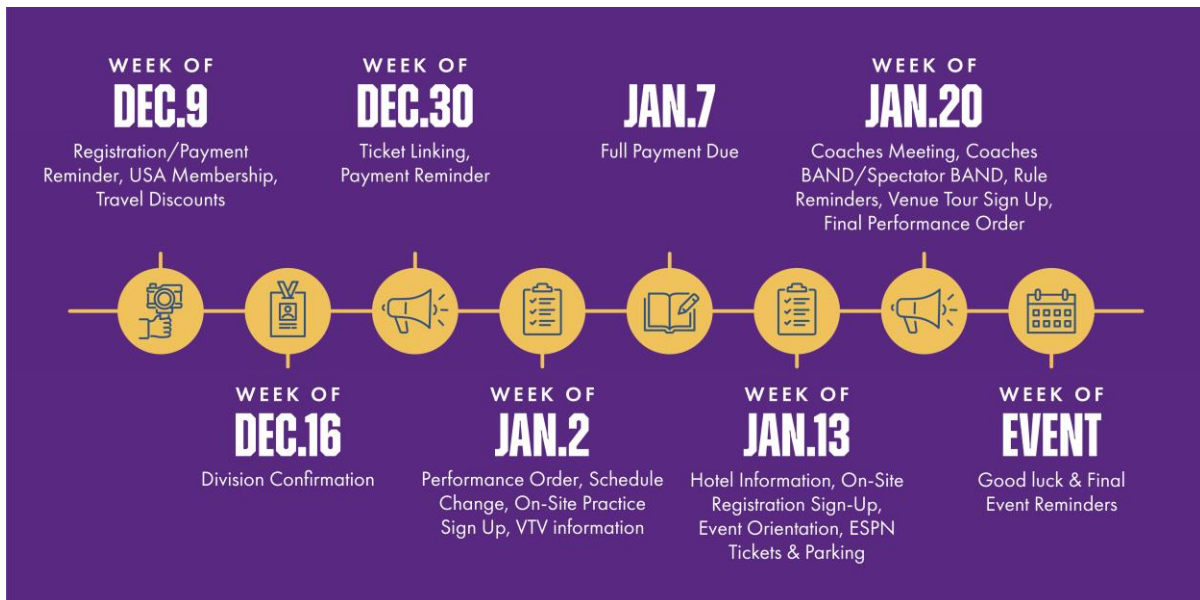 WEEK OF
DEC.9
Registration/Payment
Reminder, USA Membership,
Travel Discounts
WEEK OF
DEC.30
Ticket Linking,
Payment Reminder
JAN.7
Full Payment Due
WEEK OF
JAN.20
Coaches Meeting, Coaches
BAND/Spectator BAND, Rule
Reminders, Venue Tour Sign Up,
Final Performance Order
WEEK OF
DEC.16
Division Confirmation
WEEK OF
JAN.2
Performance Order, Schedule
Change, On-Site Practice
Sign Up, VTV information
WEEK OF
JAN.13
Hotel Information, On-Site
Registration Sign-Up,
Event Orientation, ESPN
Tickets & Parking
WEEK OF
EVENT
Good luck & Final
Event Reminders